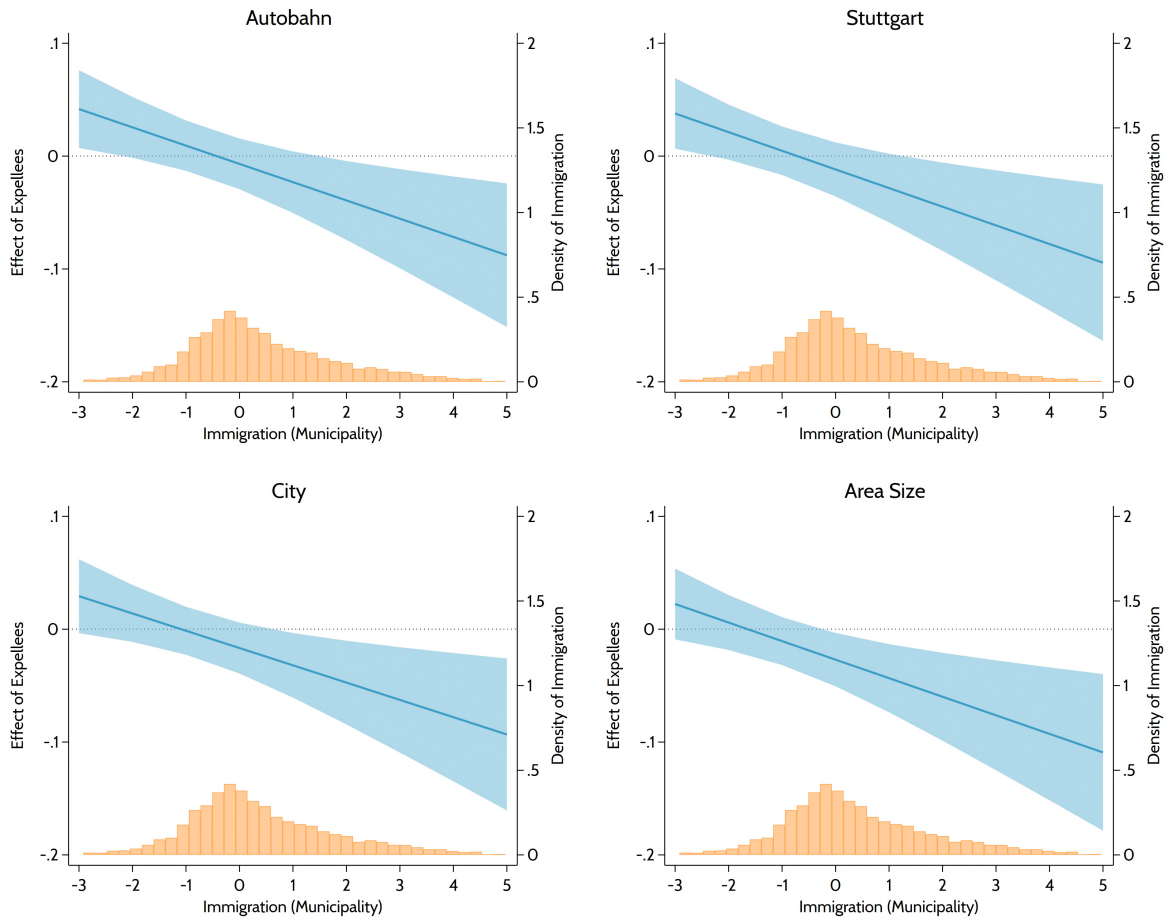 Autobahn
Stuttgart
.1
0
-.1
-.2
Effect of Expellees
2
1.5
1
.5
0
Density of Immigration
-3 -2 -1 0 1 2 3 4 5
Immigration (Municipality)
.1
0
-.1
-.2
Effect of Expellees
2
1.5
1
.5
0
Density of Immigration
-3 -2 -1 0 1 2 3 4 5
Immigration (Municipality)
City
Area Size
.1
0
-.1
-.2
Effect of Expellees
2
1.5
1
.5
0
Density of Immigration
-3 -2 -1 0 1 2 3 4 5
Immigration (Municipality)
.1
0
-.1
-.2
Effect of Expellees
2
1.5
1
.5
0
Density of Immigration
-3 -2 -1 0 1 2 3 4 5
Immigration (Municipality)